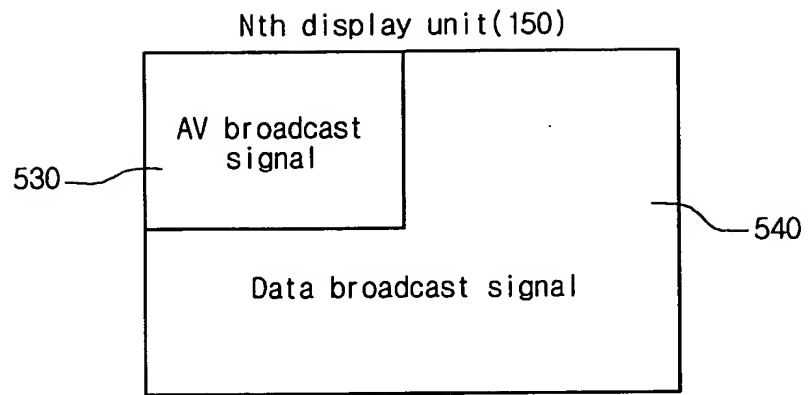 Nth display unit(150)
AV broadcast
signal
530
540
Data broadcast signal